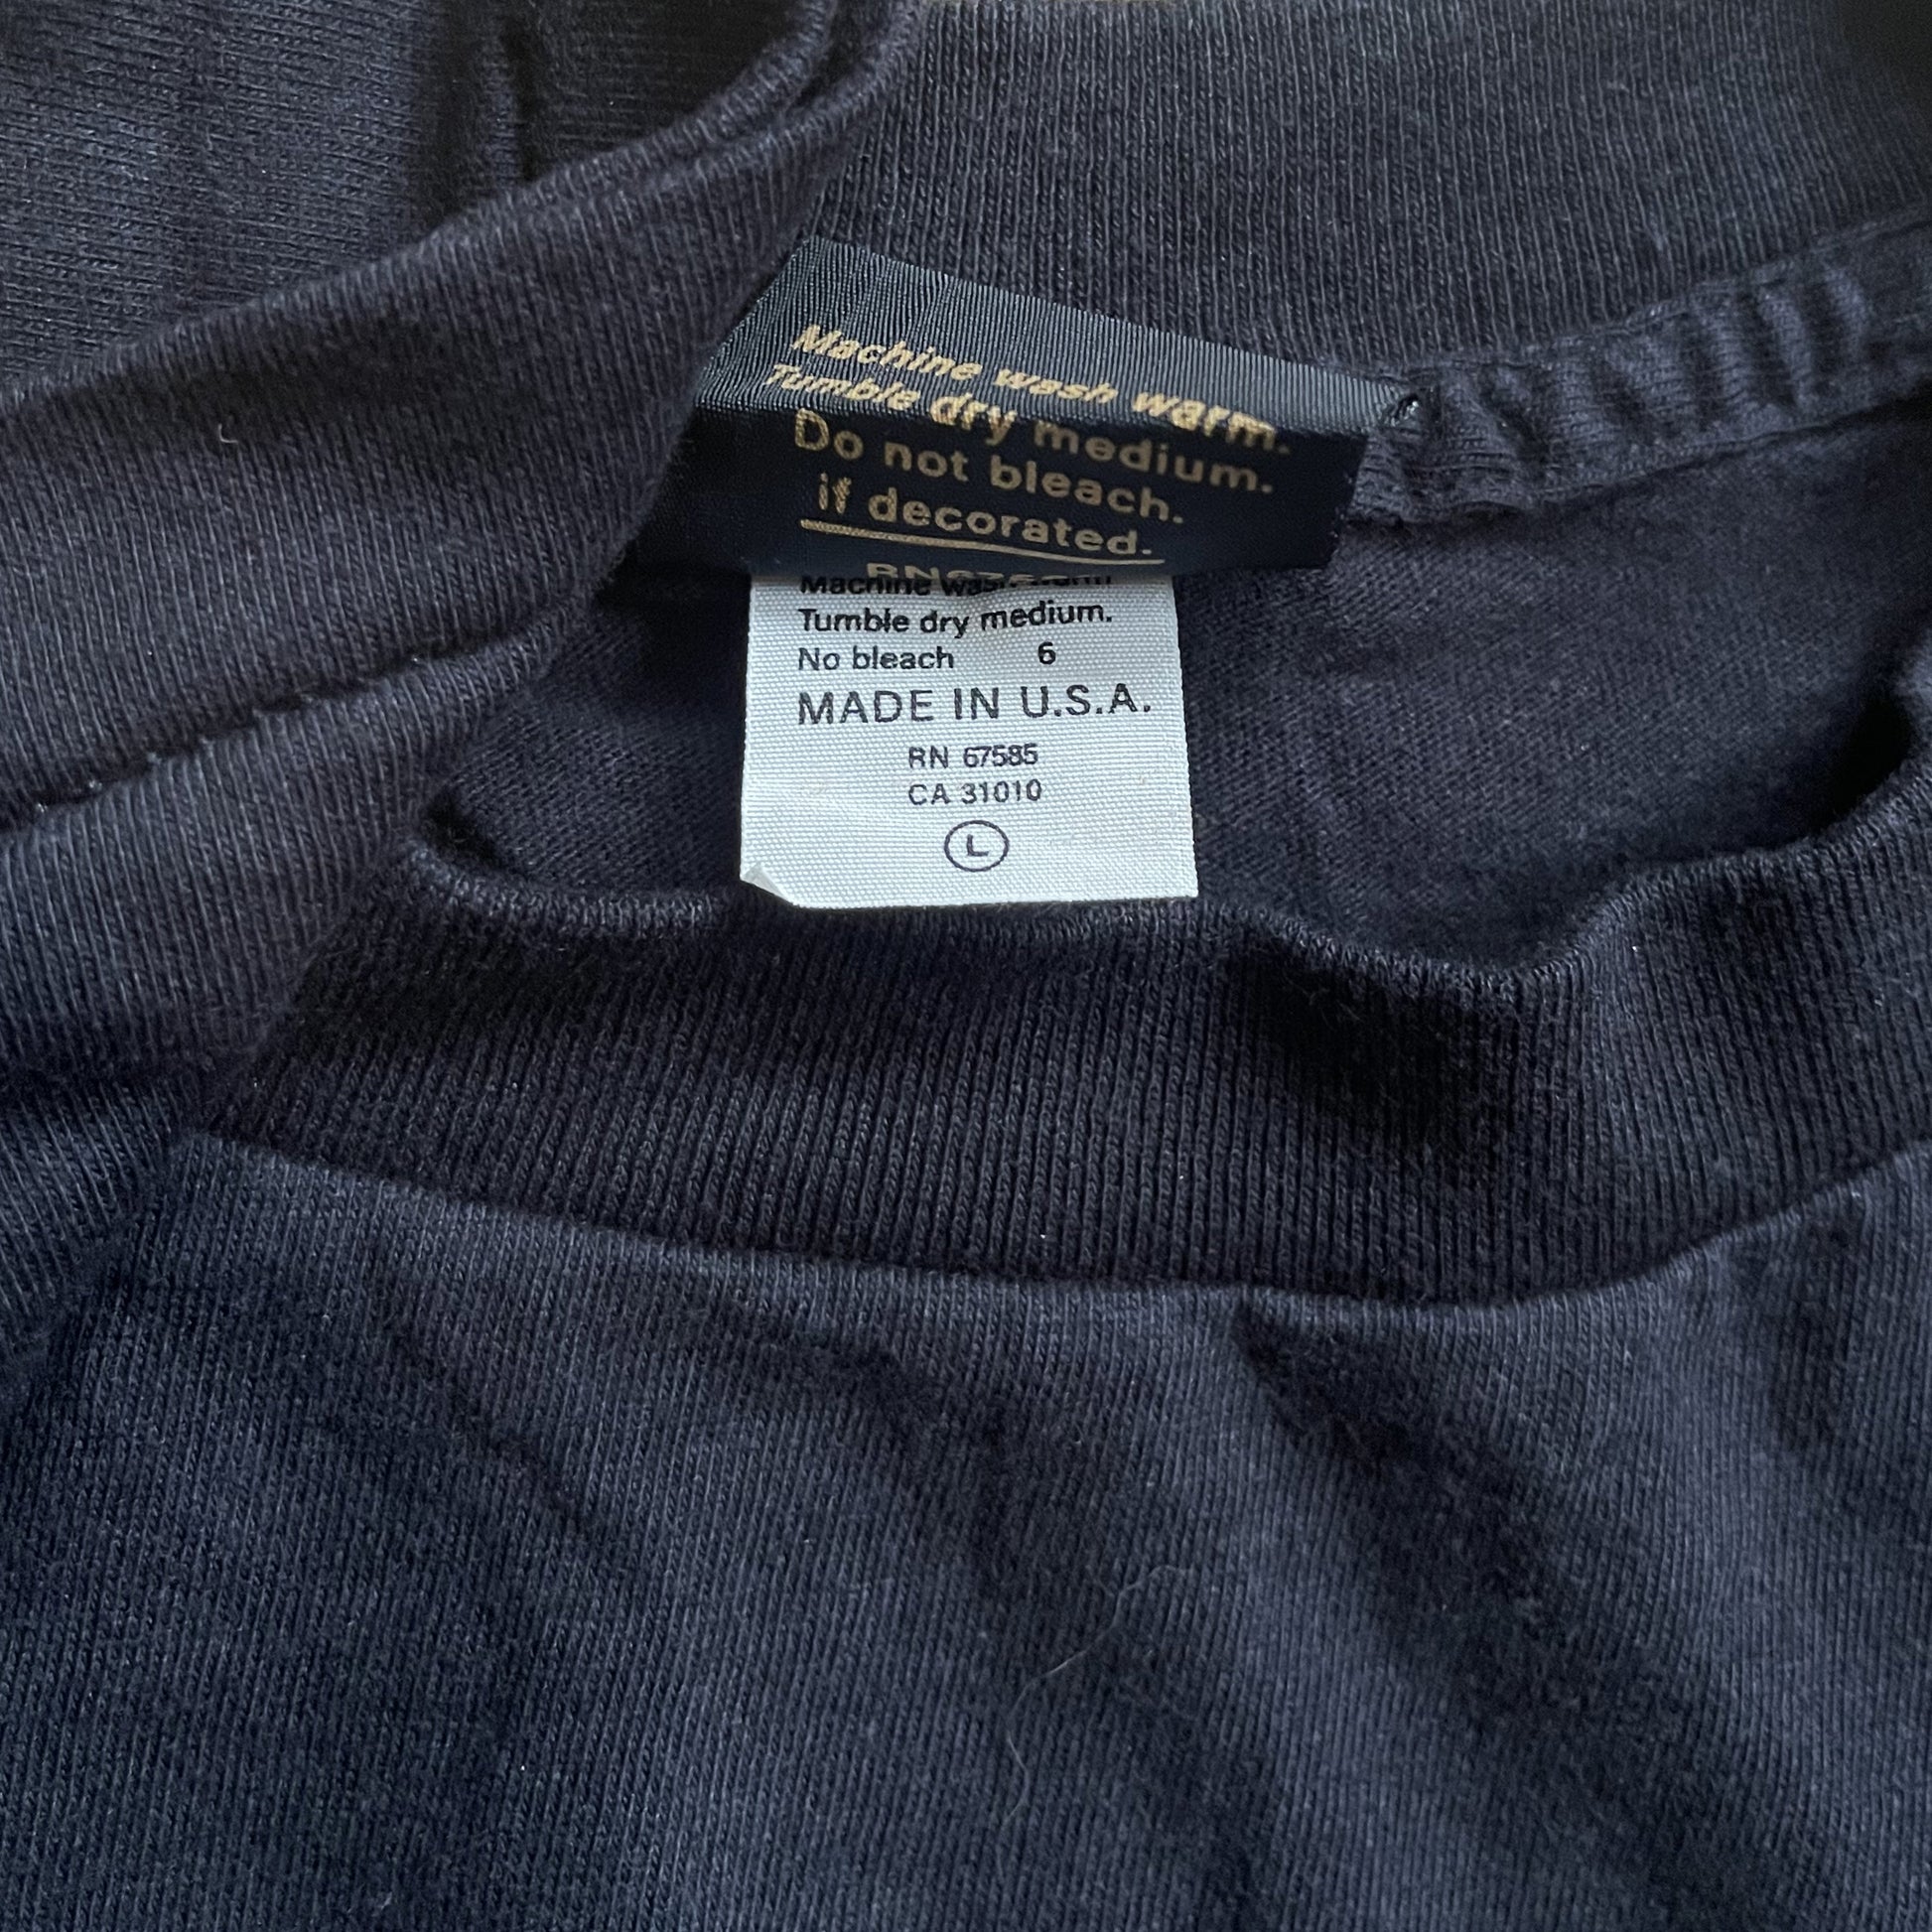 Machine wash warm.
Tumble dry medium.
Do not bleach.
if decorated.
Machine
Tumble dry medium.
No bleach 6
MADE IN U.S.A.
RN 67585
CA 31010
L